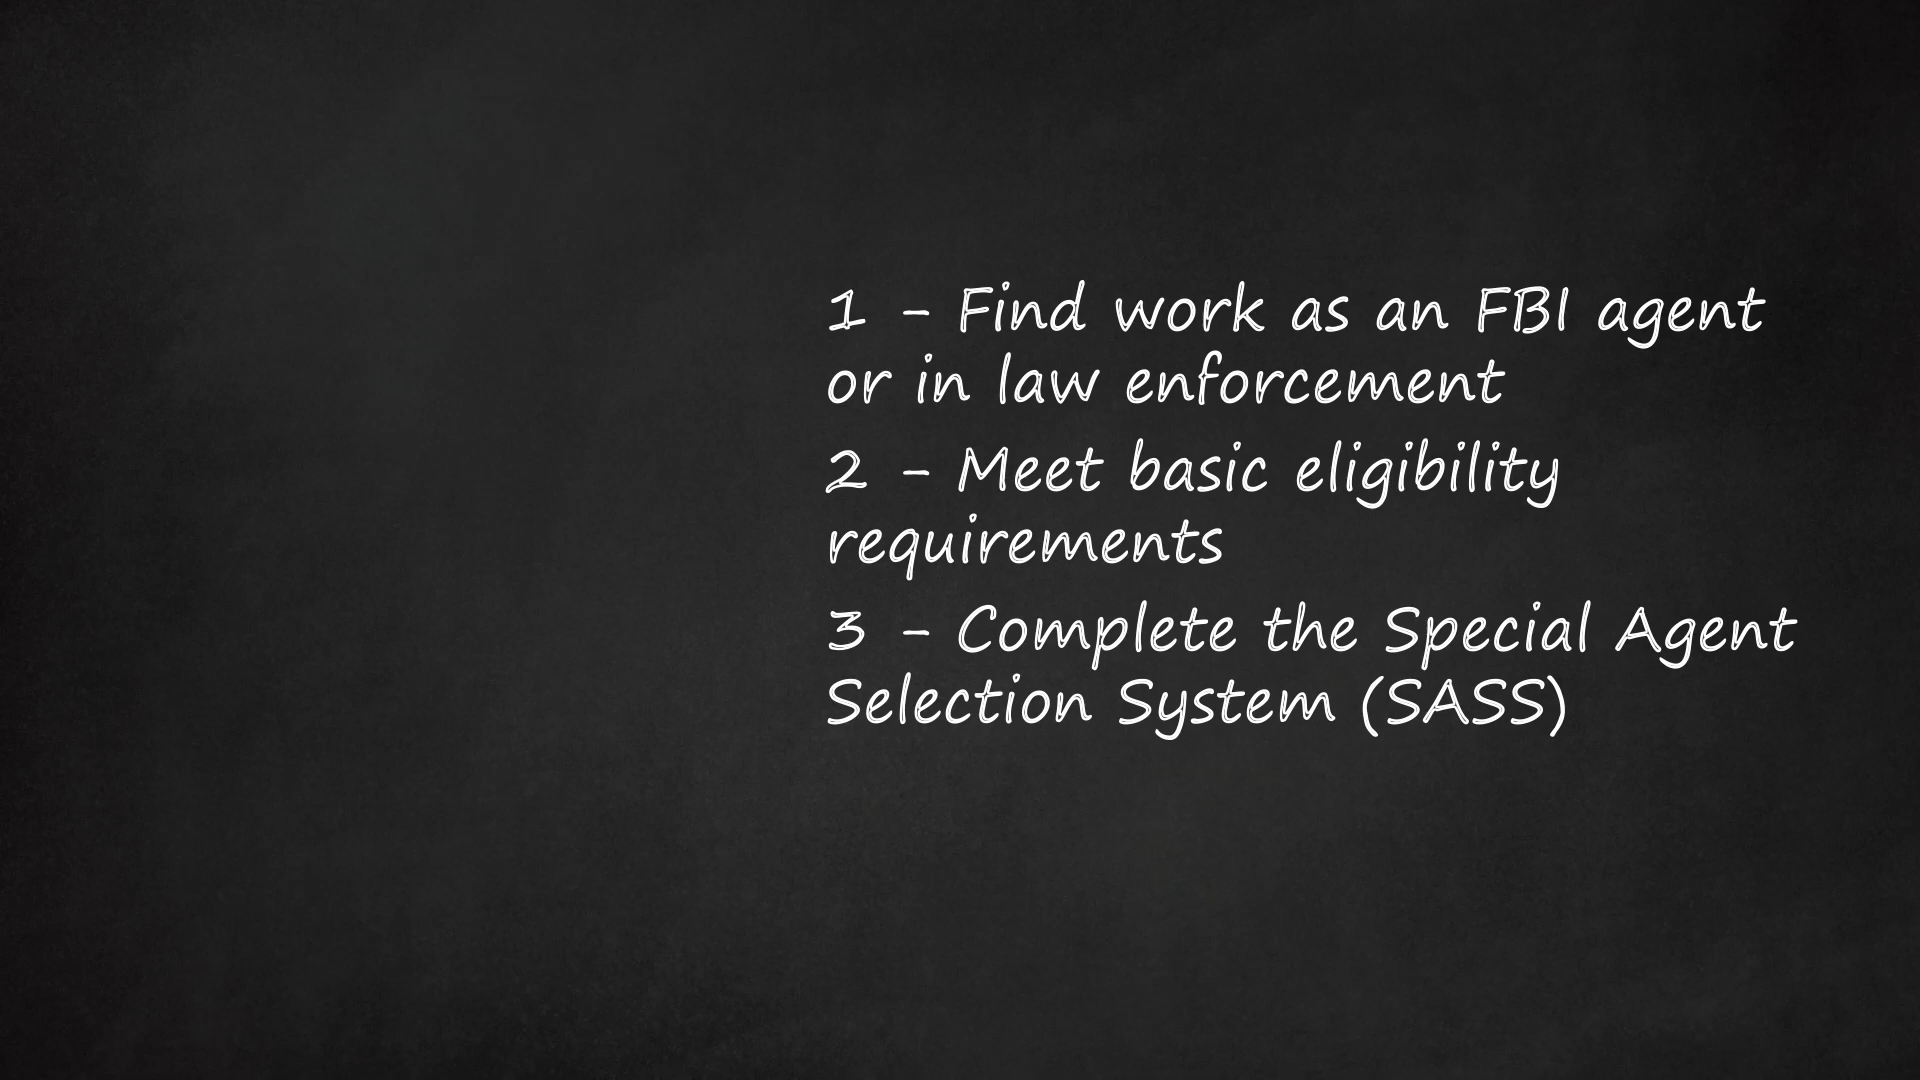 1 - Find work as an FBI agent
or in law enforcement
2 - Meet basic eligibility
requirements
3 - Complete the Special Agent
Selection System (SASS)